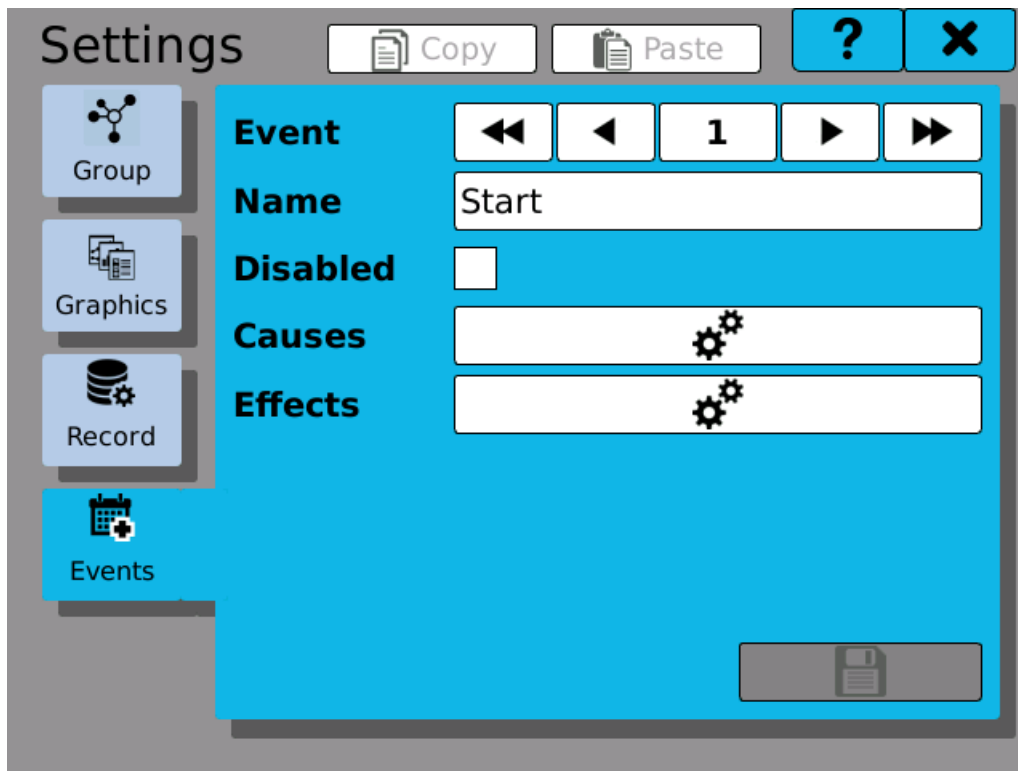 Settings
Copy
Paste
?
Group
Event
1
Name
Start
Graphics
Disabled
Causes
Record
Effects
Events